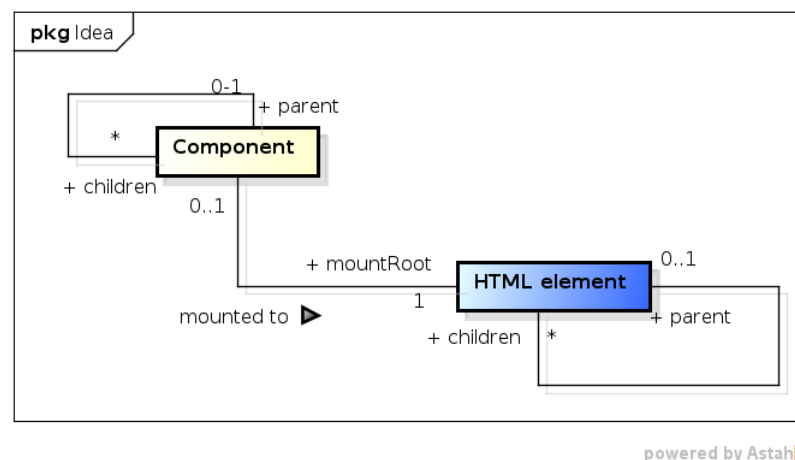 pkg Idea
0-1
+ parent
*
Component
+ children
0..1
+ mountRoot
0..1
HTML element
1
mounted to
+ parent
+ children
*
powered by Astah